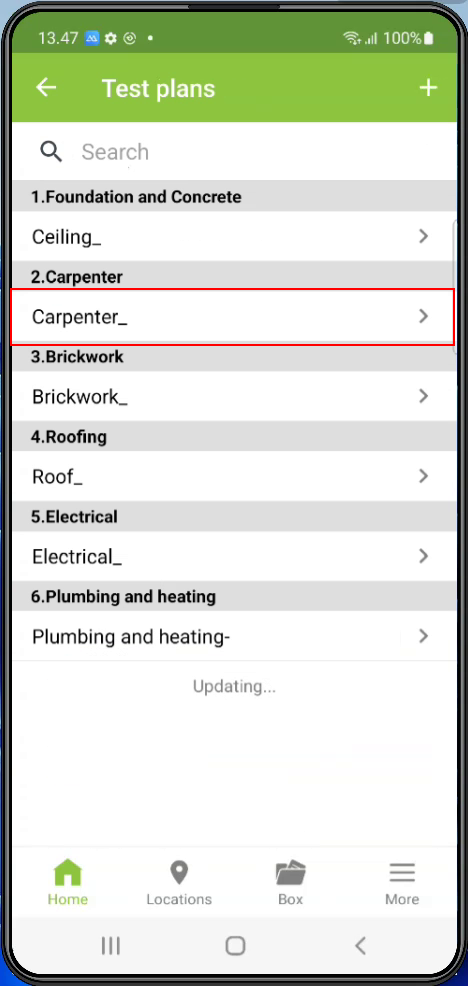 13.47 100%
Test plans
Search
1.Foundation and Concrete
Ceiling_
2.Carpenter
Carpenter_
3.Brickwork
Brickwork_
4.Roofing
Roof_
5.Electrical
Electrical_
6.Plumbing and heating
Plumbing and heating-
Updating...
Home Locations Box More